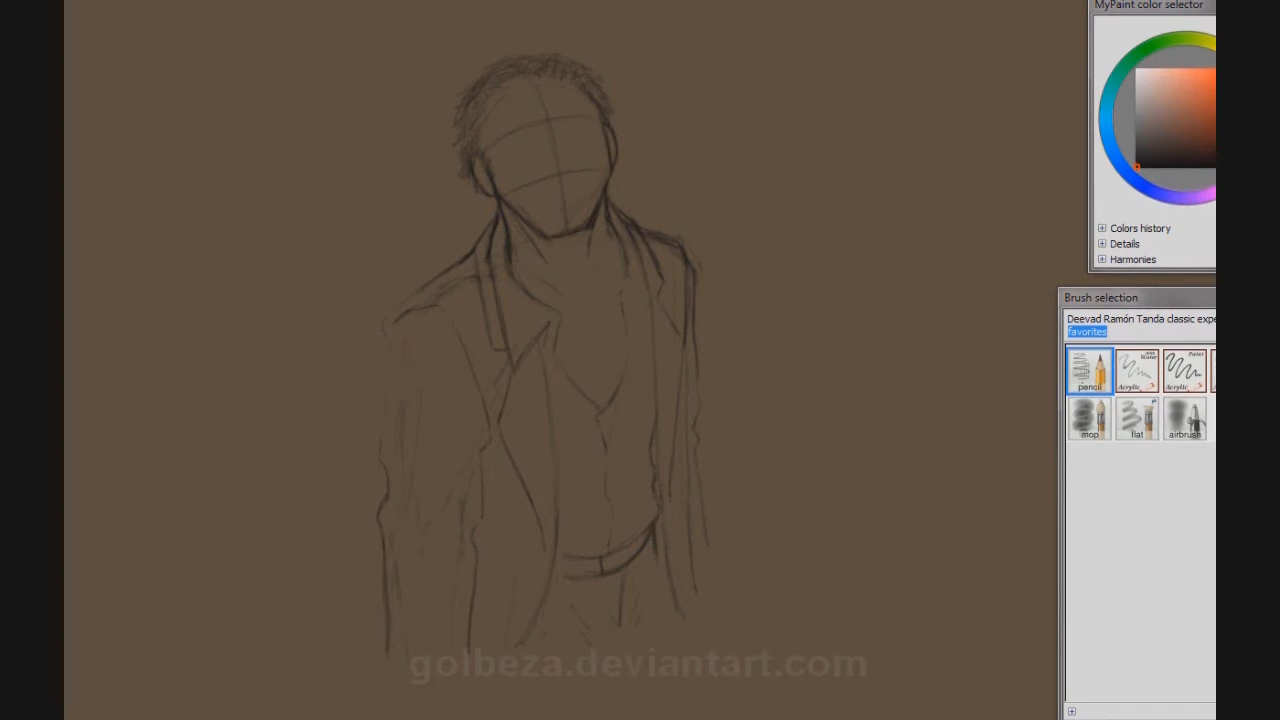 MyPaint color selector
Colors history
Details
Harmonies
Brush selection
Deevad Ramón Tanda classic expe
favorites
pencil
Acrylic
Paint
Acrylic
mop
flat
airbrush
golbeza.deviantart.com